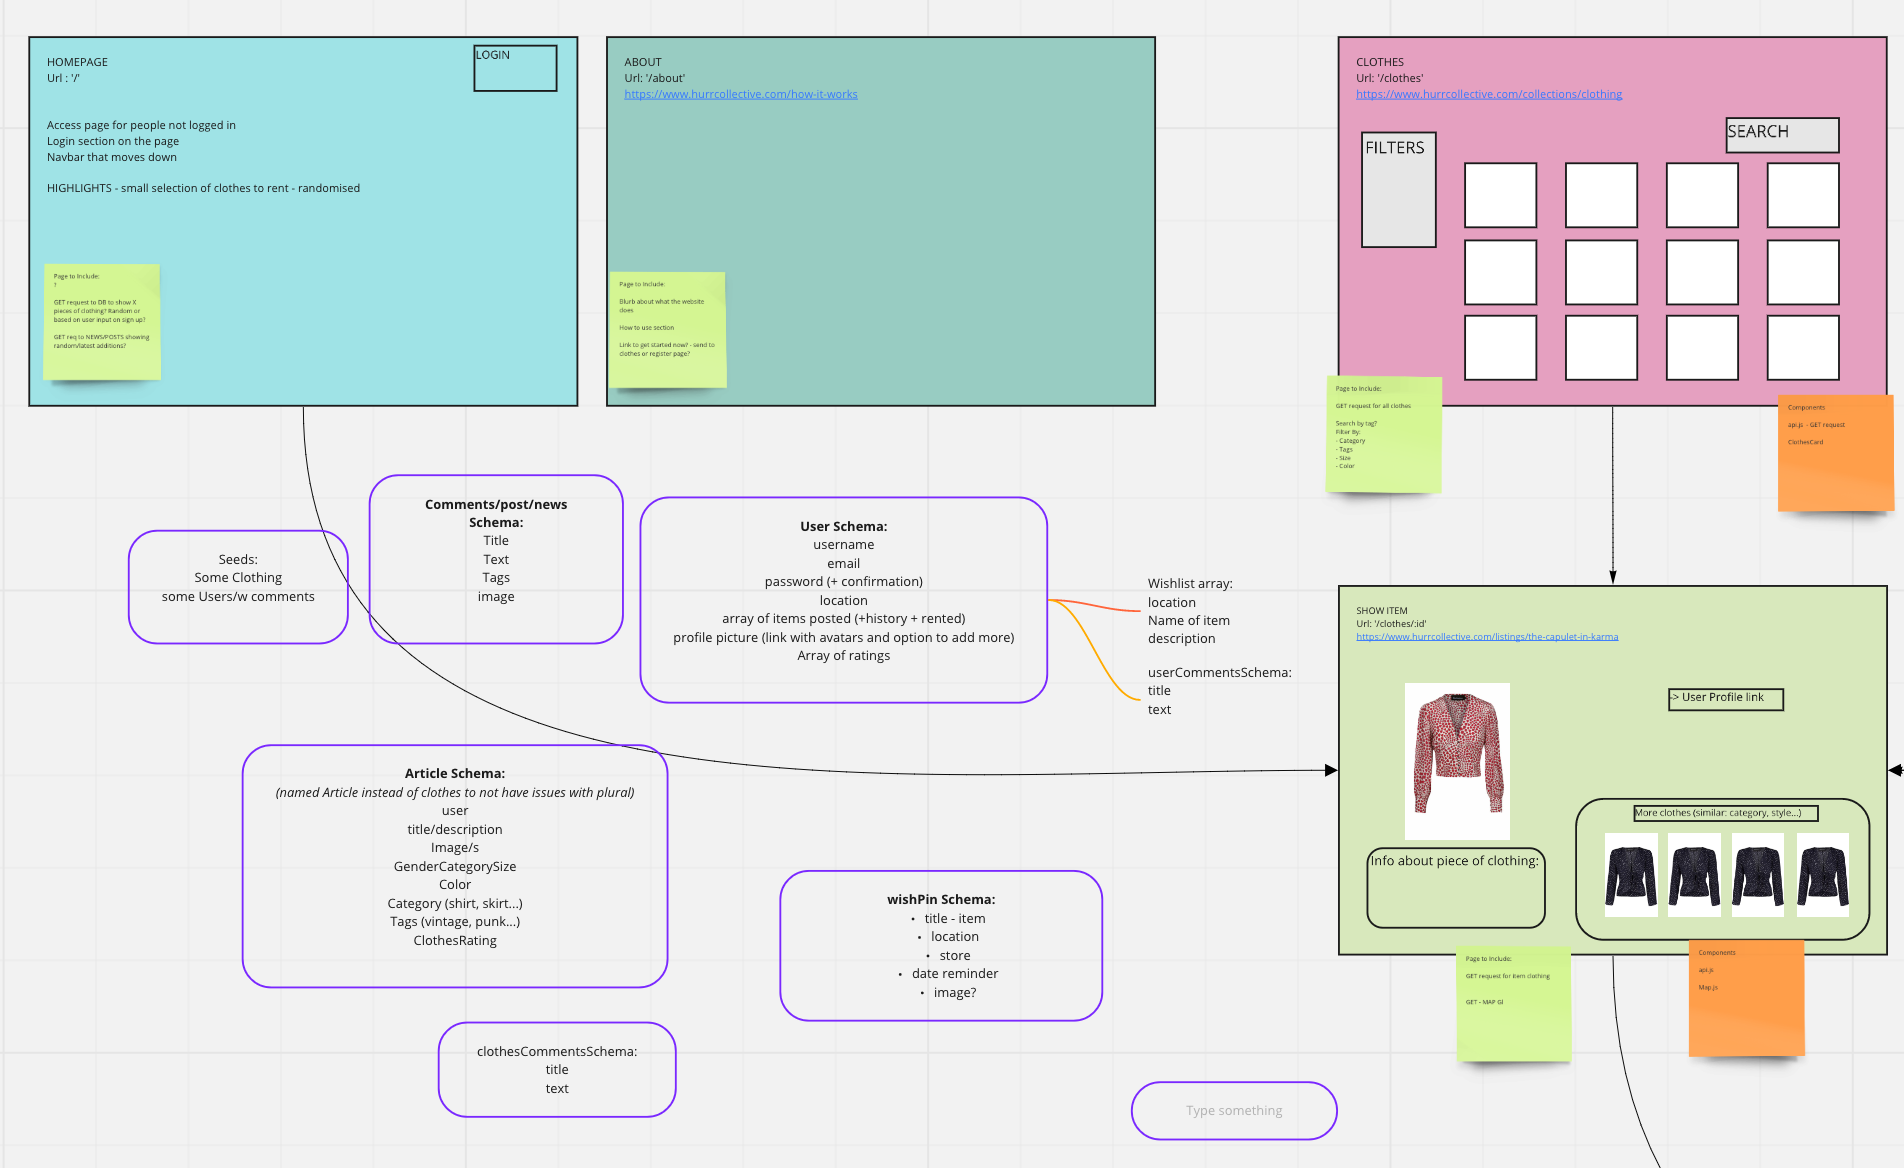 HOMEPAGE
Url : '/'
LOGIN
Access page for people not logged in
Login section on the page
Navbar that moves down
HIGHLIGHTS - small selection of clothes to rent - randomised
Page to Include:
?
GET request to DB to show X
pieces of clothing? Random or
based on user input on sign up?
GET req to NEWS/POSTS showing
random/latest additions?
ABOUT
Url: '/about'
https://www.hurrcollective.com/how-it-works
Page to Include:
Blurb about what the website
does
How to use section
Link to get started now? - send to
clothes or register page?
CLOTHES
Url: '/clothes'
https://www.hurrcollective.com/collections/clothing
FILTERS
SEARCH
Page to Include:
GET request for all clothes
Search by tag?
Filter By:
- Category
- Tags
- Size
- Color
Components
api.js - GET request
ClothesCard
Seeds:
Some Clothing
some Users/w comments
Comments/post/news
Schema:
Title
Text
Tags
image
User Schema:
username
email
password (+ confirmation)
location
array of items posted (+history + rented)
profile picture (link with avatars and option to add more)
Array of ratings
Wishlist array:
location
Name of item
description
userCommentsSchema:
title
text
Article Schema:
(named Article instead of clothes to not have issues with plural)
user
title/description
Image/s
GenderCategorySize
Color
Category (shirt, skirt...)
Tags (vintage, punk...)
ClothesRating
wishPin Schema:
• title - item
• location
• store
• date reminder
• image?
clothesCommentsSchema:
title
text
Type something
SHOW ITEM
Url: '/clothes/:id'
https://www.hurrcollective.com/listings/the-capulet-in-karma
-> User Profile link
Info about piece of clothing:
More clothes (similar: category, style...)
Page to Include:
GET request for item clothing
GET - MAP GI
Components
api.js
Map.js